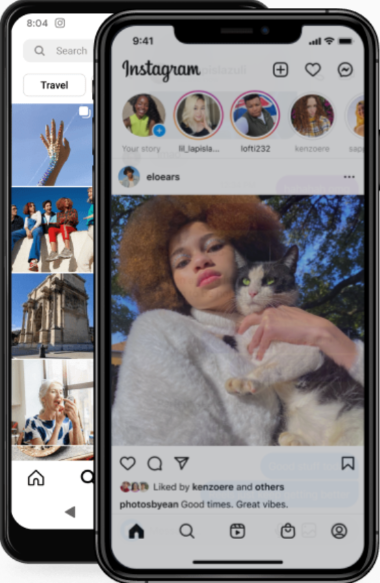 8:04
Search
Travel
9:41
Instagram
Your story
lil_lapisla...
lofti232
kenzoere
sap
eloears
Liked by kenzoere and others
photosbyean Good times. Great vibes.